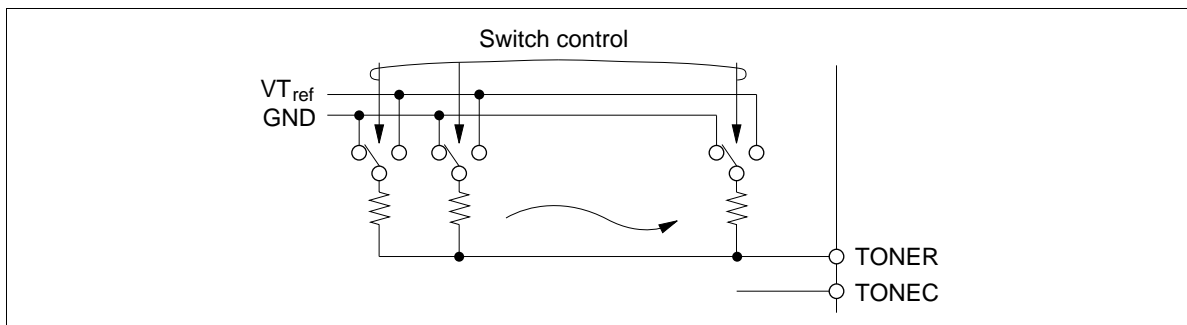 Switch control
VTref
GND
TONER
TONEC